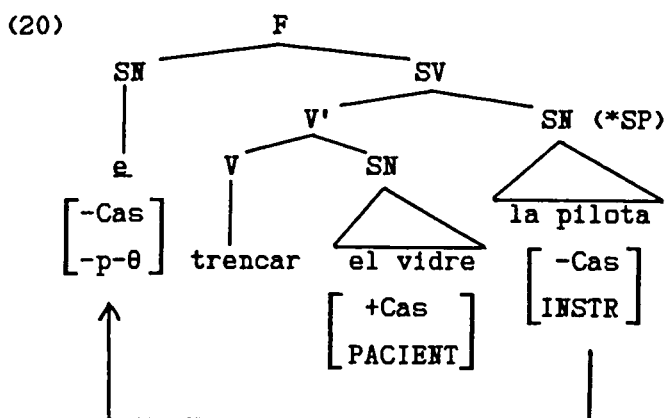 (20) F
SN SV
V' SN (*SP)
e V SN
la pilota
[-Cas -p-θ] trencar el vidre [-Cas INSTR]
[+Cas PACIENT]